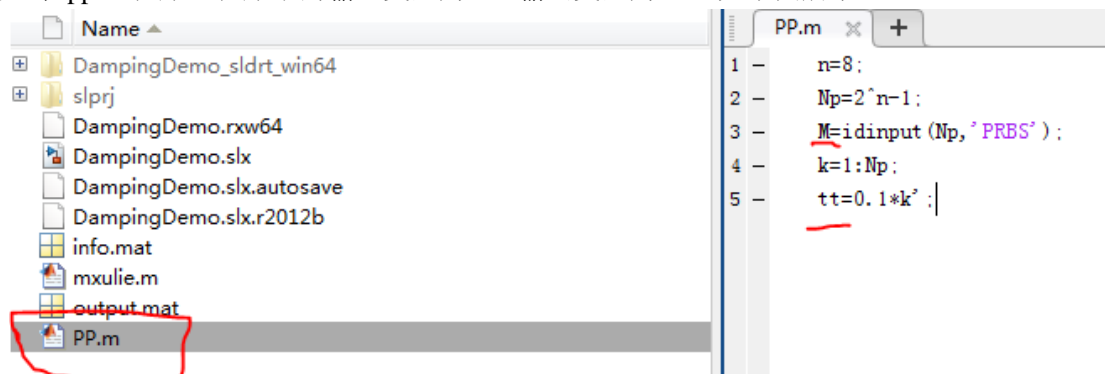 Name
DampingDemo_sldrt_win64
slprj
DampingDemo.rxw64
DampingDemo.slx
DampingDemo.slx.autosave
DampingDemo.slx.r2012b
info.mat
mxulie.m
output.mat
PP.m
PP.m
1 n=8;
2 Np=2^n-1;
3 M=idinput(Np,'PRBS');
4 k=1:Np;
5 tt=0.1*k';